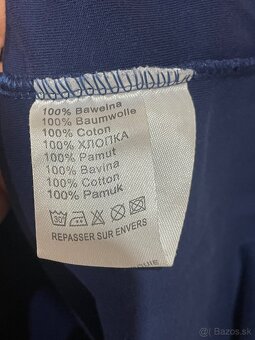 100% Bawełna
100% Baumwolle
100% Coton
100% ХЛОПКА
100% Pamut
100% Bavlna
100% Cotton
100% Pamuk
30
REPASSER SUR ENVERS
bazos.sk